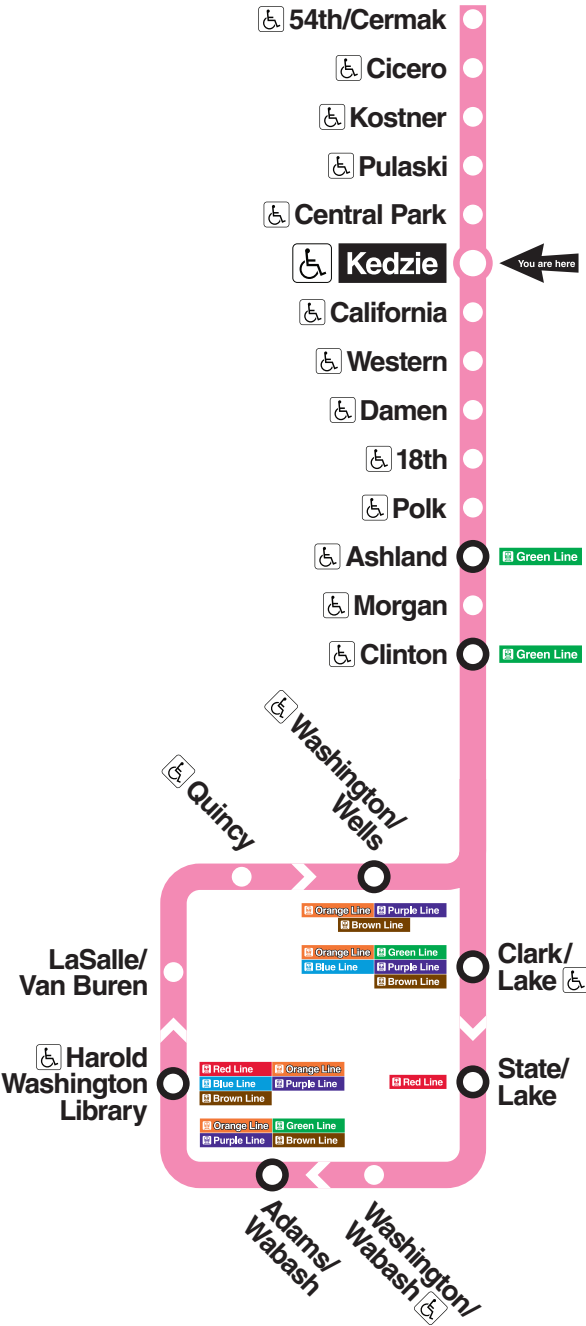 54th/Cermak
Cicero
Kostner
Pulaski
Central Park
Kedzie
You are here
California
Western
Damen
18th
Polk
Ashland
Green Line
Morgan
Clinton
Green Line
Washington/
Wells
Quincy
Orange Line Purple Line
Brown Line
Orange Line Green Line
Blue Line Purple Line
Brown Line
Clark/
Lake
LaSalle/
Van Buren
Harold
Washington
Library
Red Line Orange Line
Blue Line Purple Line
Brown Line
Red Line
State/
Lake
Orange Line Green Line
Purple Line Brown Line
Adams/
Wabash
Washington/
Wabash